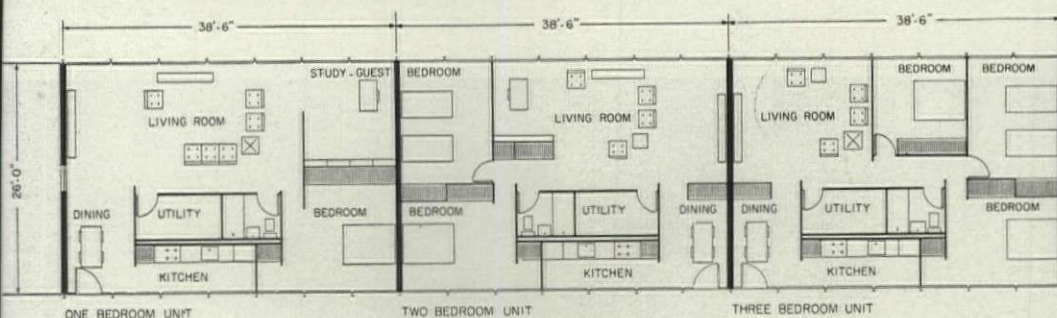 38'-6" 38'-6" 38'-6"
26'-0"
STUDY - GUEST
LIVING ROOM
DINING
UTILITY
BEDROOM
KITCHEN
ONE BEDROOM UNIT
BEDROOM
LIVING ROOM
BEDROOM
UTILITY
DINING
KITCHEN
TWO BEDROOM UNIT
BEDROOM
BEDROOM
LIVING ROOM
DINING
UTILITY
BEDROOM
KITCHEN
THREE BEDROOM UNIT